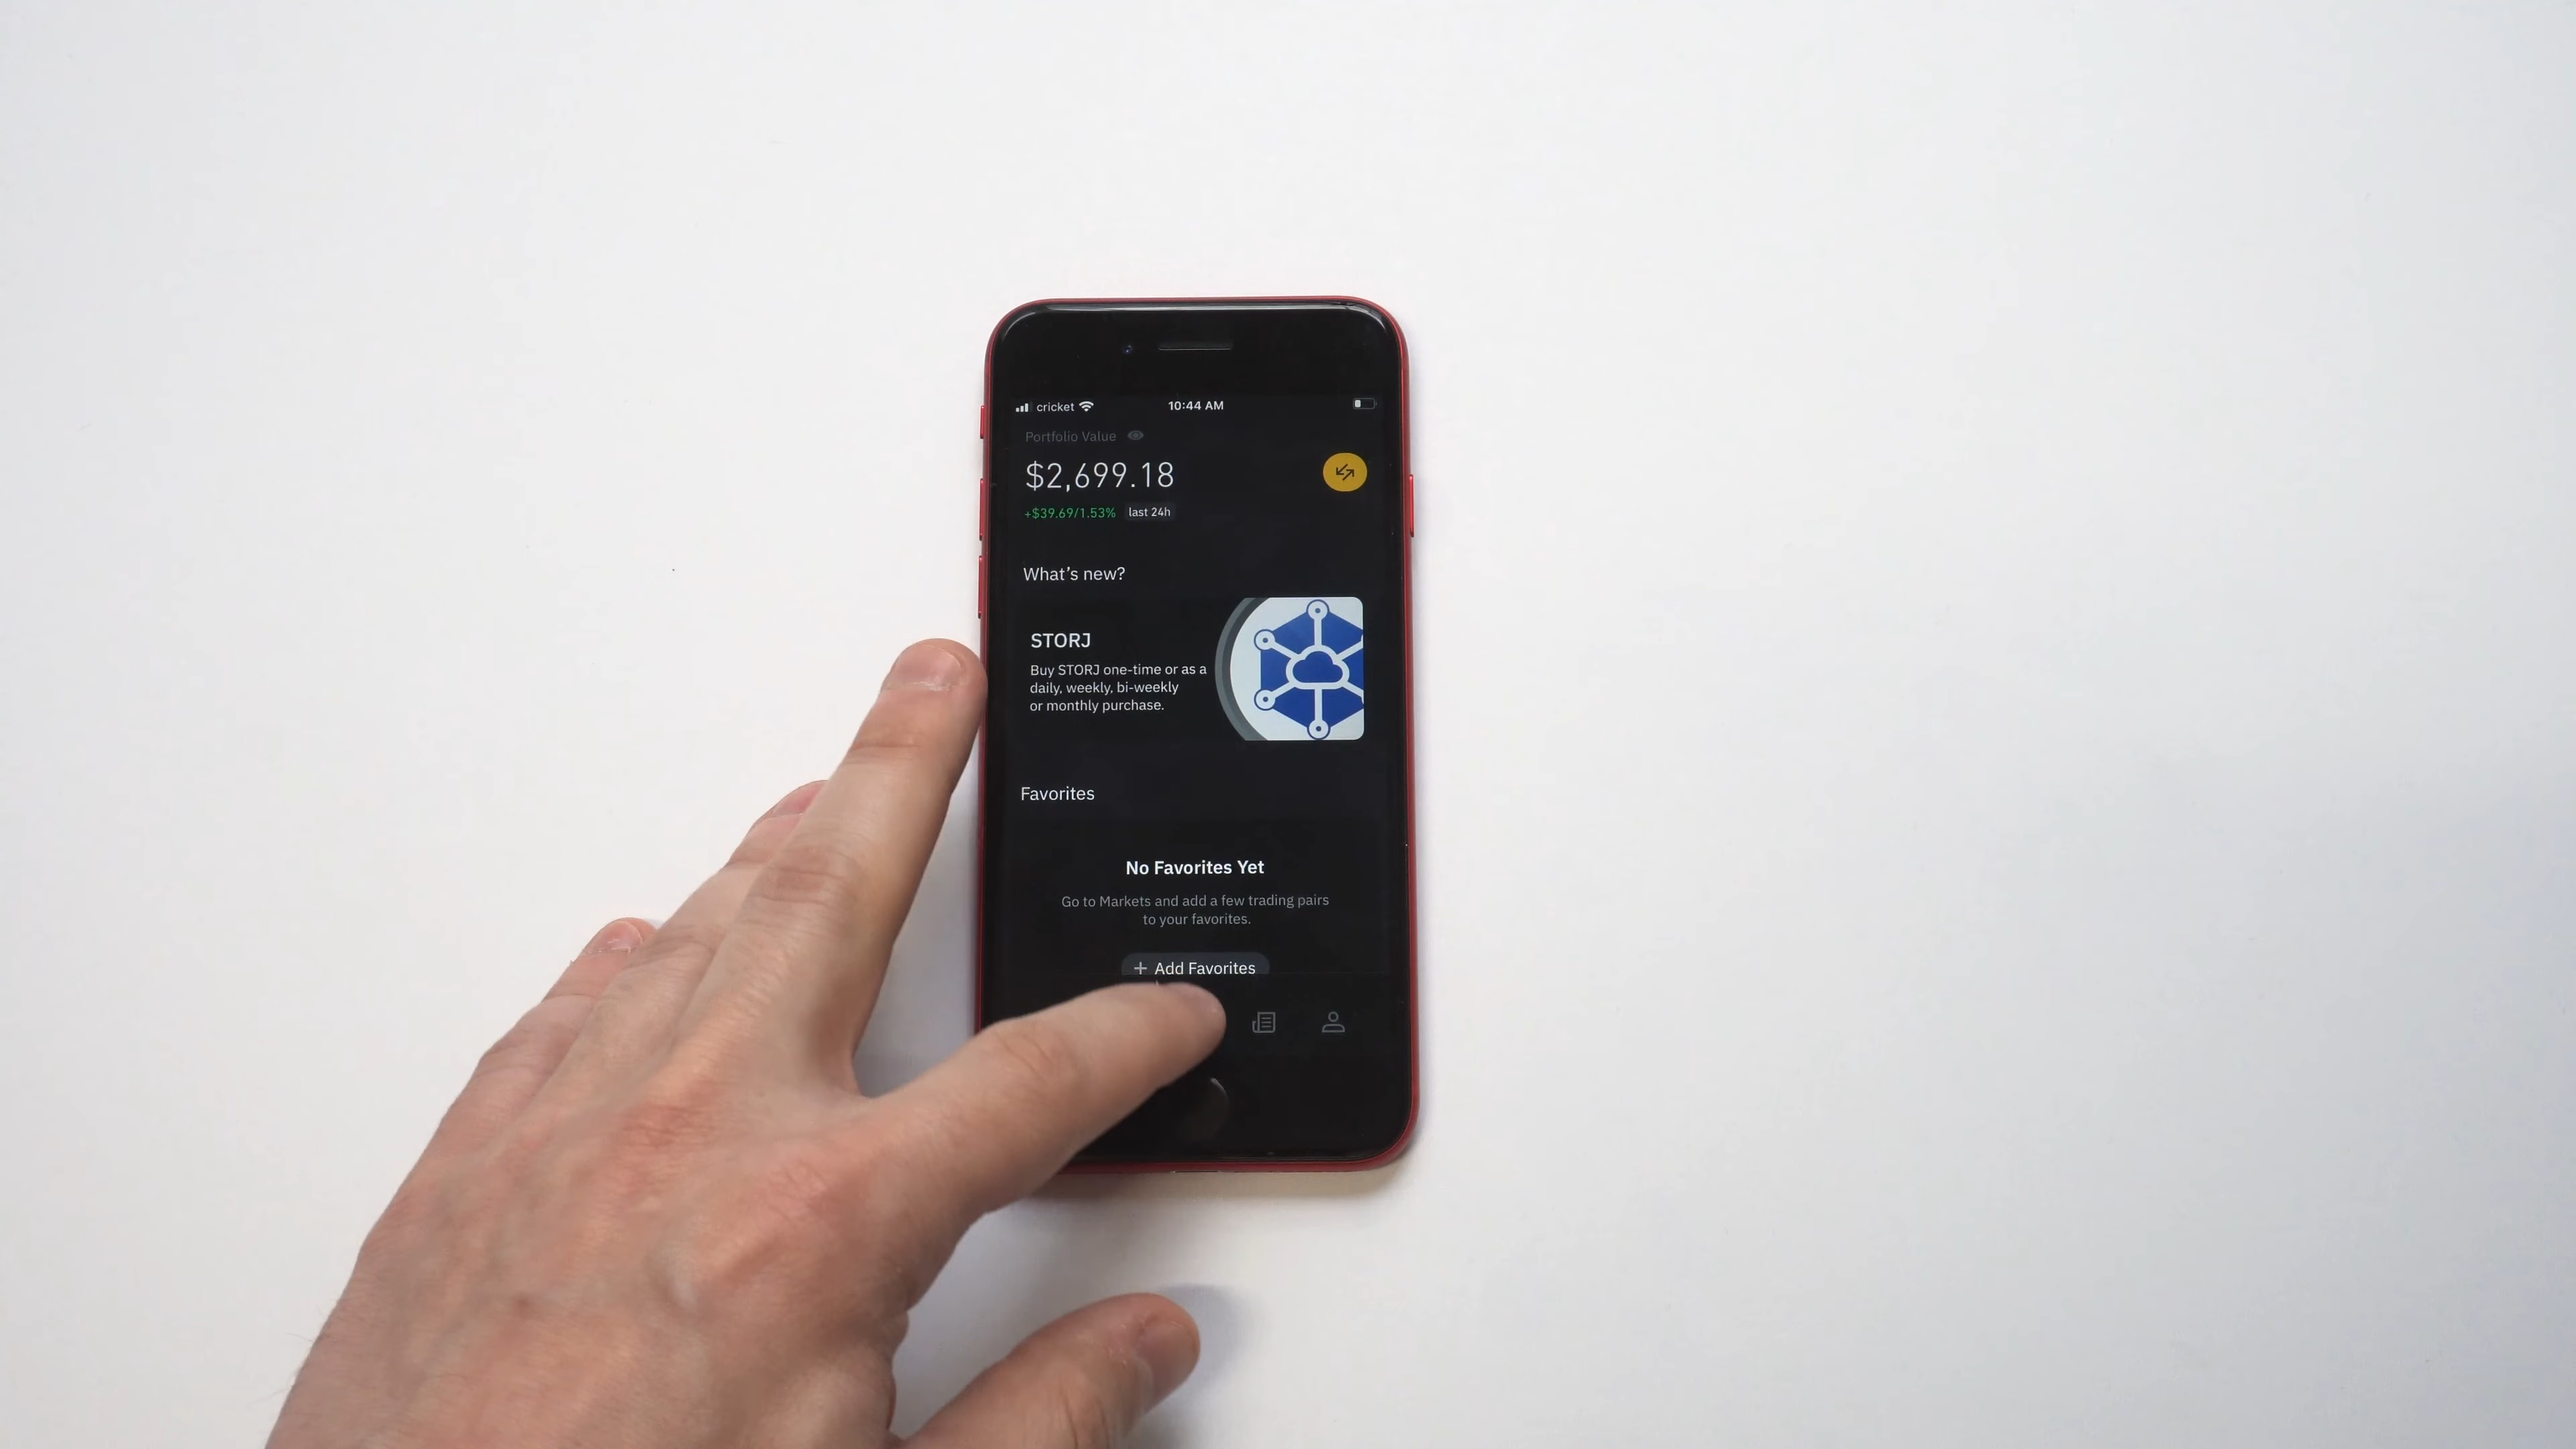 cricket
10:44 AM
Portfolio Value
$2,699.18
+$39.69/1.53% last 24h
What's new?
STORJ
Buy STORJ one-time or as a
daily, weekly, bi-weekly
or monthly purchase.
Favorites
No Favorites Yet
Go to Markets and add a few trading pairs
to your favorites.
+ Add Favorites